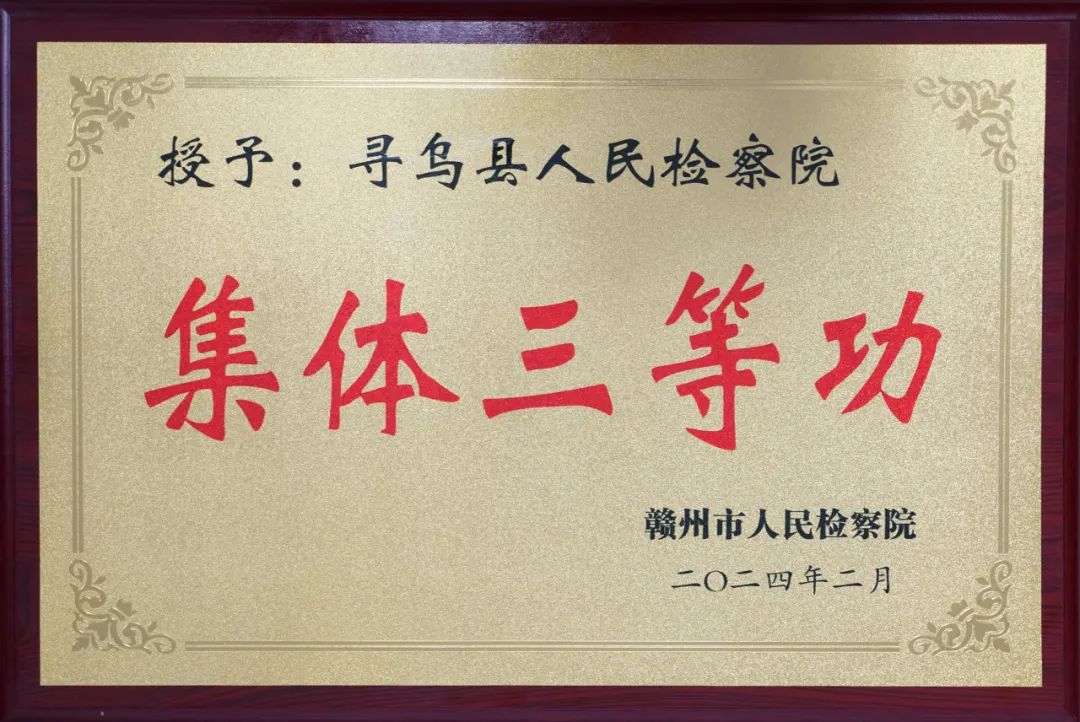 授予：寻乌县人民检察院
集体三等功
赣州市人民检察院
二〇二四年二月